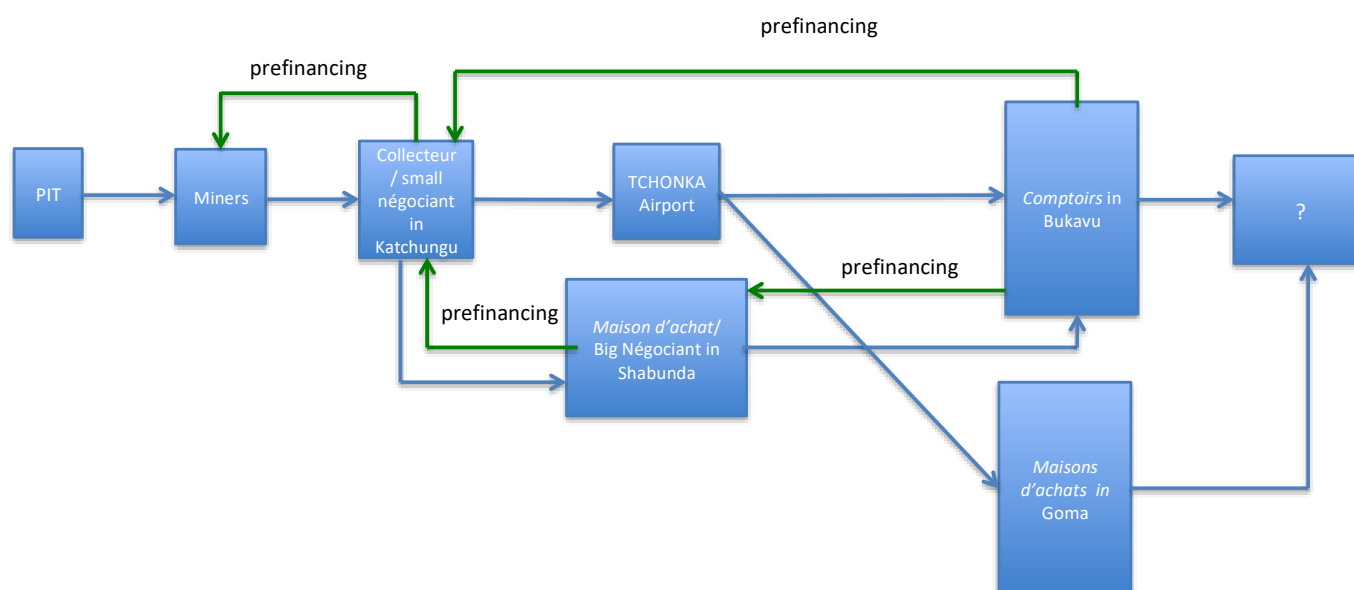 prefinancing
prefinancing
PIT
Miners
Collecteur
/ small
négociant
in
Katchungu
TCHONKA
Airport
Comptoirs in
Bukavu
?
prefinancing
prefinancing
Maison d’achat/
Big Négociant in
Shabunda
Maisons
d’achats in
Goma